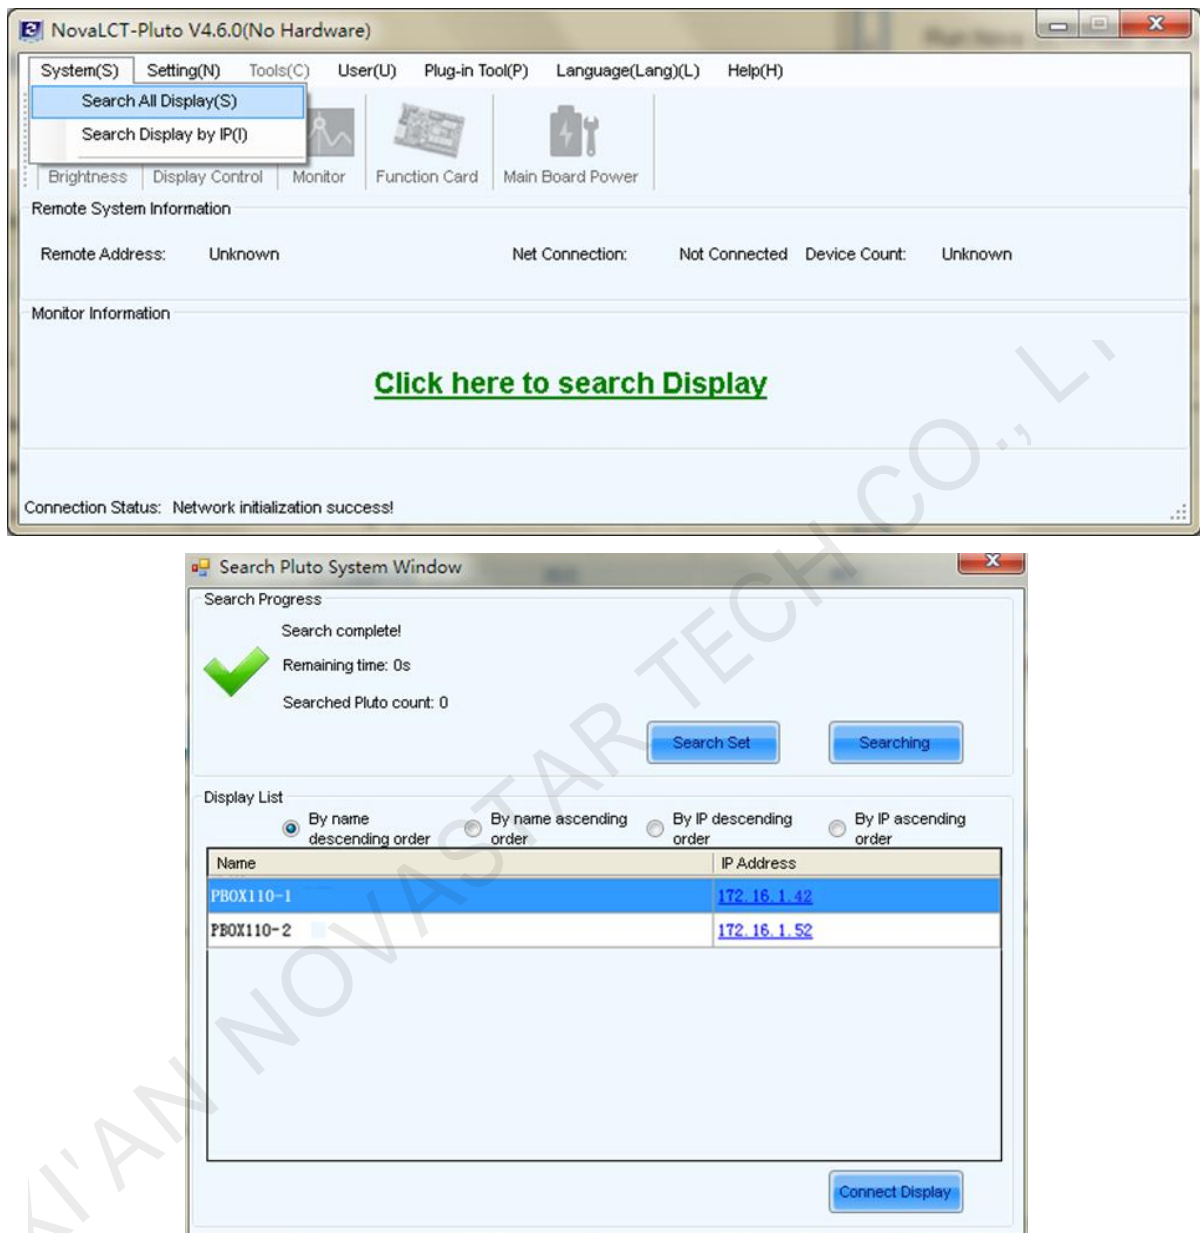 NovaLCT-Pluto V4.6.0(No Hardware)
System(S) Setting(N) Tools(C) User(U) Plug-in Tool(P) Language(Lang)(L) Help(H)
Search All Display(S)
Search Display by IP(I)
Brightness Display Control Monitor Function Card Main Board Power
Remote System Information
Remote Address: Unknown Net Connection: Not Connected Device Count: Unknown
Monitor Information
Click here to search Display
Connection Status: Network initialization success!
Search Pluto System Window
Search Progress
Search complete!
Remaining time: 0s
Searched Pluto count: 0
Search Set Searching
Display List
By name descending order
By name ascending order
By IP descending order
By IP ascending order
Name IP Address
PBOX110-1 172.16.1.42
PBOX110-2 172.16.1.52
Connect Display
XI'AN NOVASTAR TECH CO., L